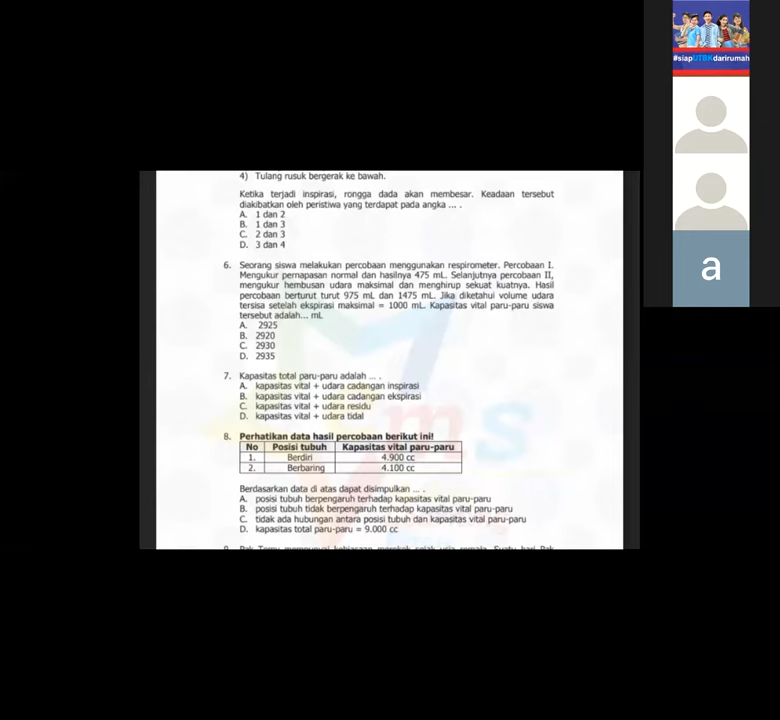 #siapUTBKdarirumah
a
4) Tulang rusuk bergerak ke bawah.
Ketika terjadi inspirasi, rongga dada akan membesar. Keadaan tersebut
diakibatkan oleh peristiwa yang terdapat pada angka ... .
A. 1 dan 2
B. 1 dan 3
C. 2 dan 3
D. 3 dan 4
6. Seorang siswa melakukan percobaan menggunakan respirometer. Percobaan I.
Mengukur pernapasan normal dan hasilnya 475 mL. Selanjutnya percobaan II,
mengukur hembusan udara maksimal dan menghirup sekuat kuatnya. Hasil
percobaan berturut turut 975 mL dan 1475 mL. Jika diketahui volume udara
tersisa setelah ekspirasi maksimal = 1000 mL. Kapasitas vital paru-paru siswa
tersebut adalah... mL
A. 2925
B. 2920
C. 2930
D. 2935
7. Kapasitas total paru-paru adalah ... .
A. kapasitas vital + udara cadangan inspirasi
B. kapasitas vital + udara cadangan ekspirasi
C. kapasitas vital + udara residu
D. kapasitas vital + udara tidal
8. Perhatikan data hasil percobaan berikut ini!
No Posisi tubuh Kapasitas vital paru-paru
1. Berdiri 4.900 cc
2. Berbaring 4.100 cc
Berdasarkan data di atas dapat disimpulkan ... .
A. posisi tubuh berpengaruh terhadap kapasitas vital paru-paru
B. posisi tubuh tidak berpengaruh terhadap kapasitas vital paru-paru
C. tidak ada hubungan antara posisi tubuh dan kapasitas vital paru-paru
D. kapasitas total paru-paru = 9.000 cc